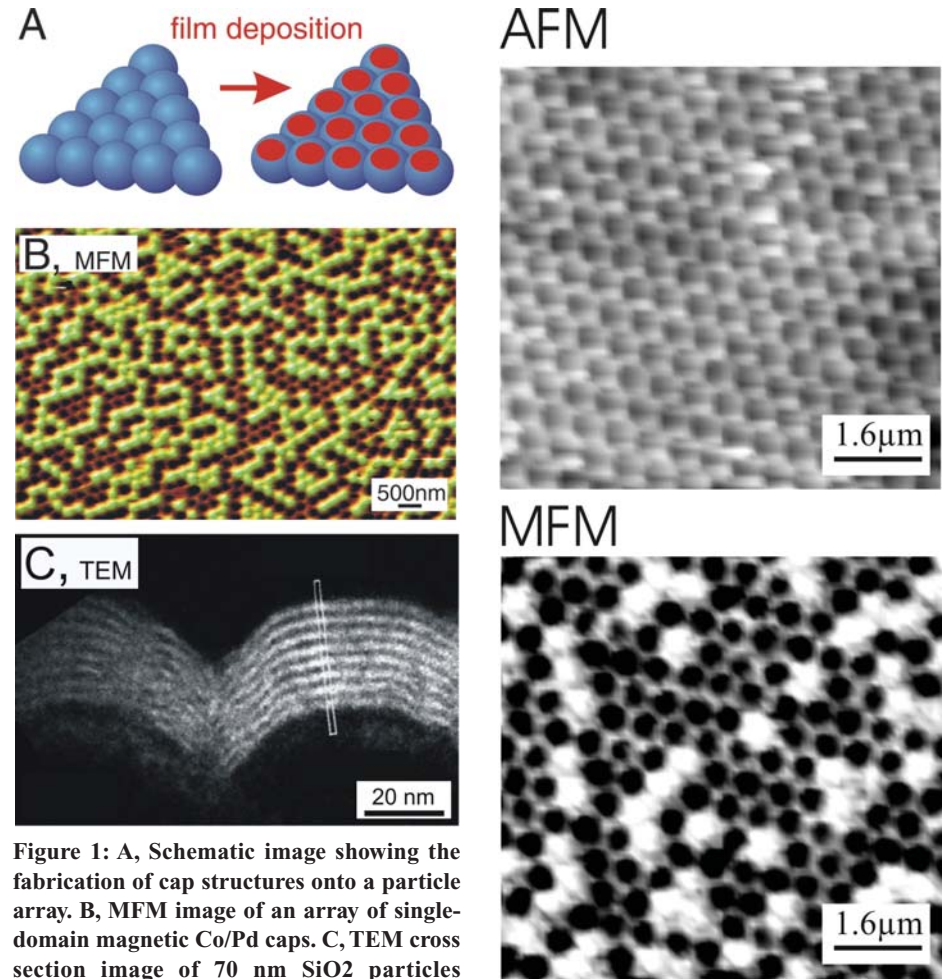 A
film deposition
B, MFM
500nm
C, TEM
20 nm
Figure 1: A, Schematic image showing the
fabrication of cap structures onto a particle
array. B, MFM image of an array of single-
domain magnetic Co/Pd caps. C, TEM cross
section image of 70 nm SiO2 particles
AFM
1.6µm
MFM
1.6µm